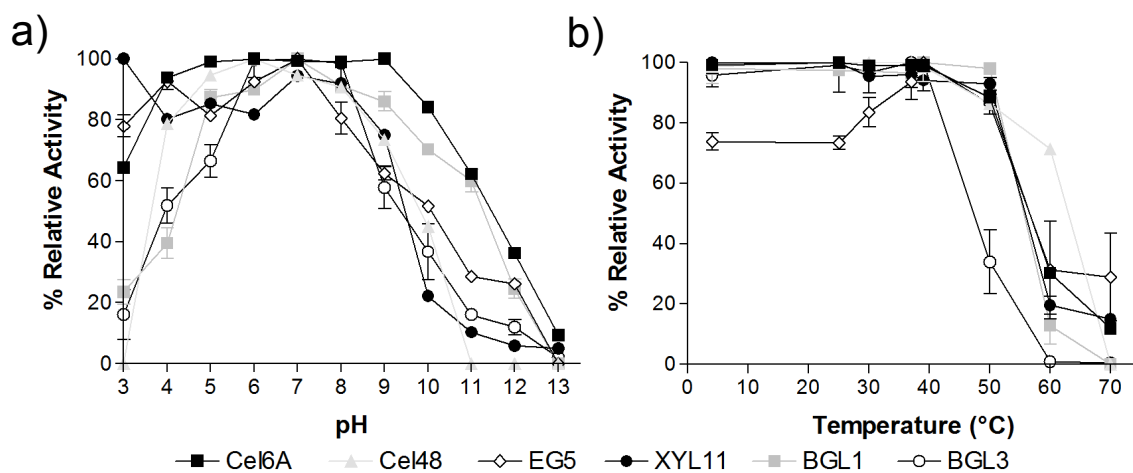 a)
100
80
60
40
20
0
% Relative Activity
3 4 5 6 7 8 9 10 11 12 13
pH
b)
100
80
60
40
20
0
% Relative Activity
0 10 20 30 40 50 60 70
Temperature (°C)
Cel6A Cel48 EG5 XYL11 BGL1 BGL3